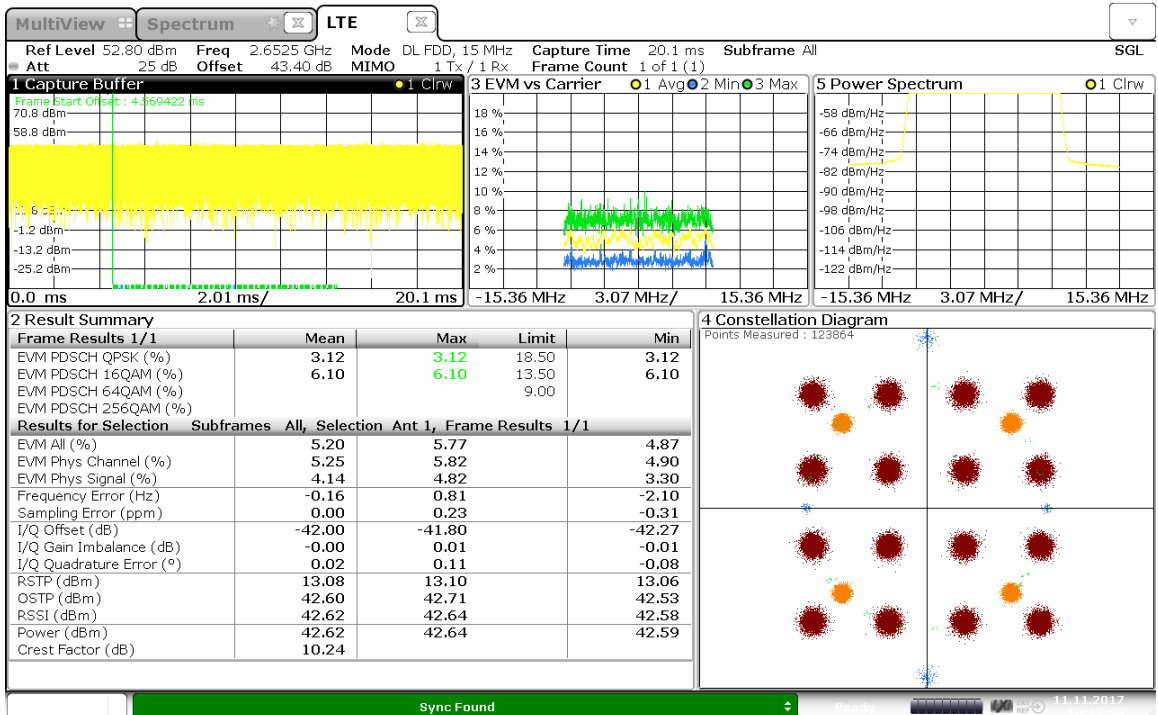 MultiView Spectrum LTE
Ref Level 52.80 dBm Freq 2.6525 GHz Mode DL FDD, 15 MHz Capture Time 20.1 ms Subframe All SGL
Att 25 dB Offset 43.40 dB MIMO 1 Tx / 1 Rx Frame Count 1 of 1 (1)
1 Capture Buffer 1 Clrw
Frame Start Offset : 4.569422 ms
70.8 dBm
58.8 dBm
-1.2 dBm
-13.2 dBm
-25.2 dBm
0.0 ms 2.01 ms/ 20.1 ms
3 EVM vs Carrier 1 Avg 2 Min 3 Max
18 %
16 %
14 %
12 %
10 %
8 %
6 %
4 %
2 %
-15.36 MHz 3.07 MHz/ 15.36 MHz
5 Power Spectrum 1 Clrw
-58 dBm/Hz
-66 dBm/Hz
-74 dBm/Hz
-82 dBm/Hz
-90 dBm/Hz
-98 dBm/Hz
-106 dBm/Hz
-114 dBm/Hz
-122 dBm/Hz
-15.36 MHz 3.07 MHz/ 15.36 MHz
2 Result Summary
Frame Results 1/1 Mean Max Limit Min
EVM PDSCH QPSK (%) 3.12 3.12 18.50 3.12
EVM PDSCH 16QAM (%) 6.10 6.10 13.50 6.10
EVM PDSCH 64QAM (%) 9.00
EVM PDSCH 256QAM (%)
Results for Selection Subframes All, Selection Ant 1, Frame Results 1/1
EVM All (%) 5.20 5.77 4.87
EVM Phys Channel (%) 5.25 5.82 4.90
EVM Phys Signal (%) 4.14 4.82 3.30
Frequency Error (Hz) -0.16 0.81 -2.10
Sampling Error (ppm) 0.00 0.23 -0.31
I/Q Offset (dB) -42.00 -41.80 -42.27
I/Q Gain Imbalance (dB) -0.00 0.01 -0.01
I/Q Quadrature Error (°) 0.02 0.11 -0.08
RSTP (dBm) 13.08 13.10 13.06
OSTP (dBm) 42.60 42.71 42.53
RSSI (dBm) 42.62 42.64 42.58
Power (dBm) 42.62 42.64 42.59
Crest Factor (dB) 10.24
4 Constellation Diagram
Points Measured : 123864
Sync Found Ready 11.11.2017